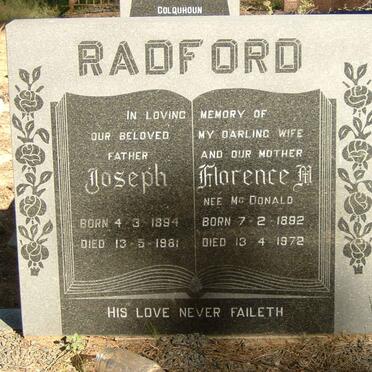 COLQUHOUN
RADFORD
IN LOVING
OUR BELOVED
FATHER
Joseph
BORN 4-3-1894
DIED 13-5-1981
MEMORY OF
MY DARLING WIFE
AND OUR MOTHER
Florence M
NEE McDONALD
BORN 7-2-1892
DIED 13-4-1972
HIS LOVE NEVER FAILETH